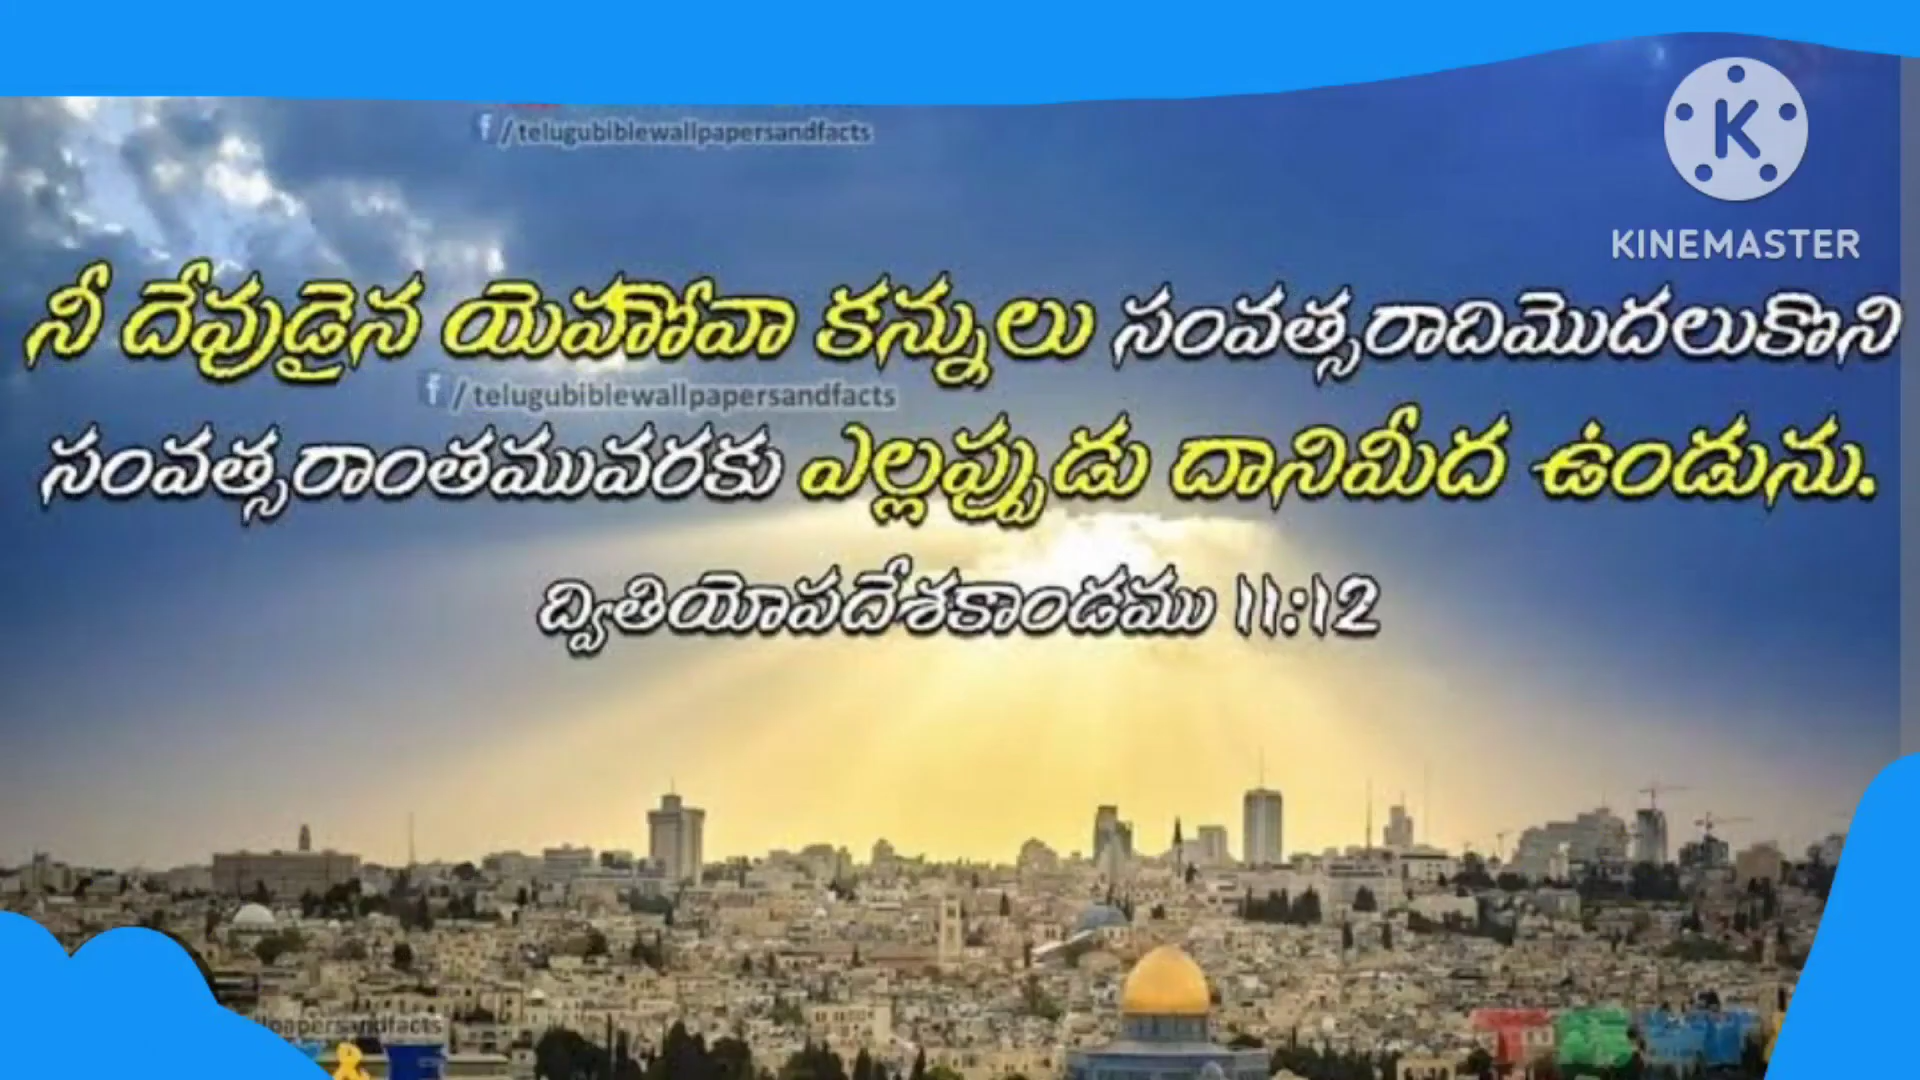 f/telugubiblewallpapersandfacts
KINEMASTER
నీ దేవుడైన యెహోవా కన్నులు సంవత్సరాదిమొదలుకొని
f/telugubiblewallpapersandfacts
సంవత్సరాంతమువరకు ఎల్లప్పుడు దానిమీద ఉండును.
ద్వితియోపదేశకాండము 11:12